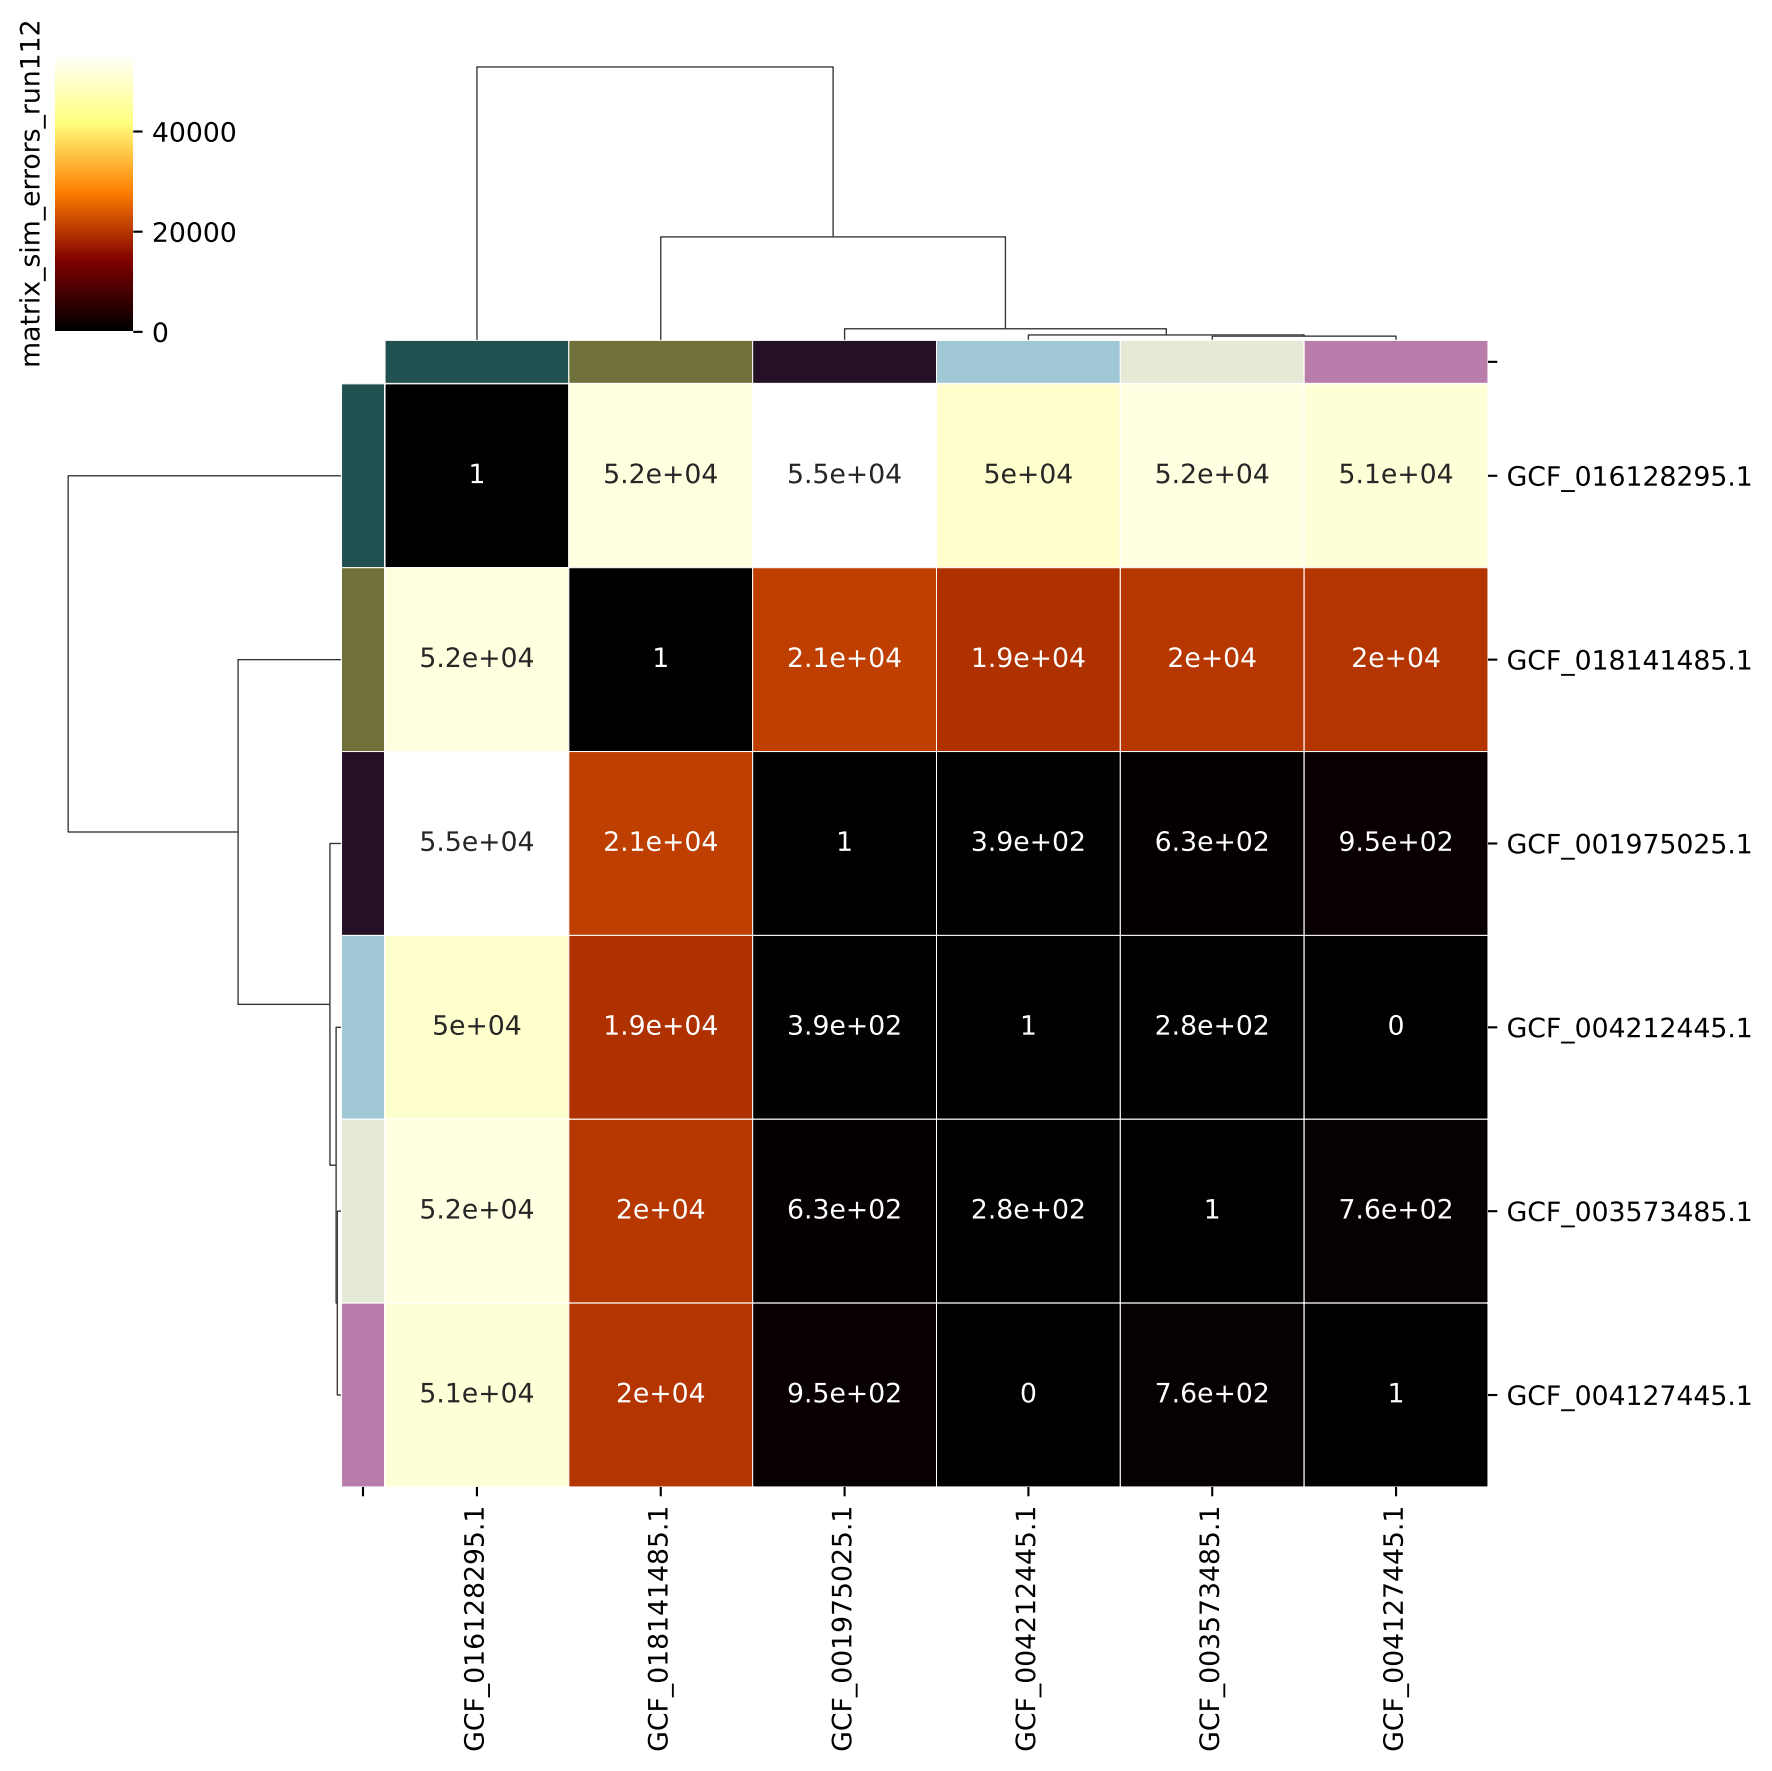 matrix_sim_errors_run112
40000
20000
0
1 5.2e+04 5.5e+04 5e+04 5.2e+04 5.1e+04 GCF_016128295.1
5.2e+04 1 2.1e+04 1.9e+04 2e+04 2e+04 GCF_018141485.1
5.5e+04 2.1e+04 1 3.9e+02 6.3e+02 9.5e+02 GCF_001975025.1
5e+04 1.9e+04 3.9e+02 1 2.8e+02 0 GCF_004212445.1
5.2e+04 2e+04 6.3e+02 2.8e+02 1 7.6e+02 GCF_003573485.1
5.1e+04 2e+04 9.5e+02 0 7.6e+02 1 GCF_004127445.1
GCF_016128295.1
GCF_018141485.1
GCF_001975025.1
GCF_004212445.1
GCF_003573485.1
GCF_004127445.1